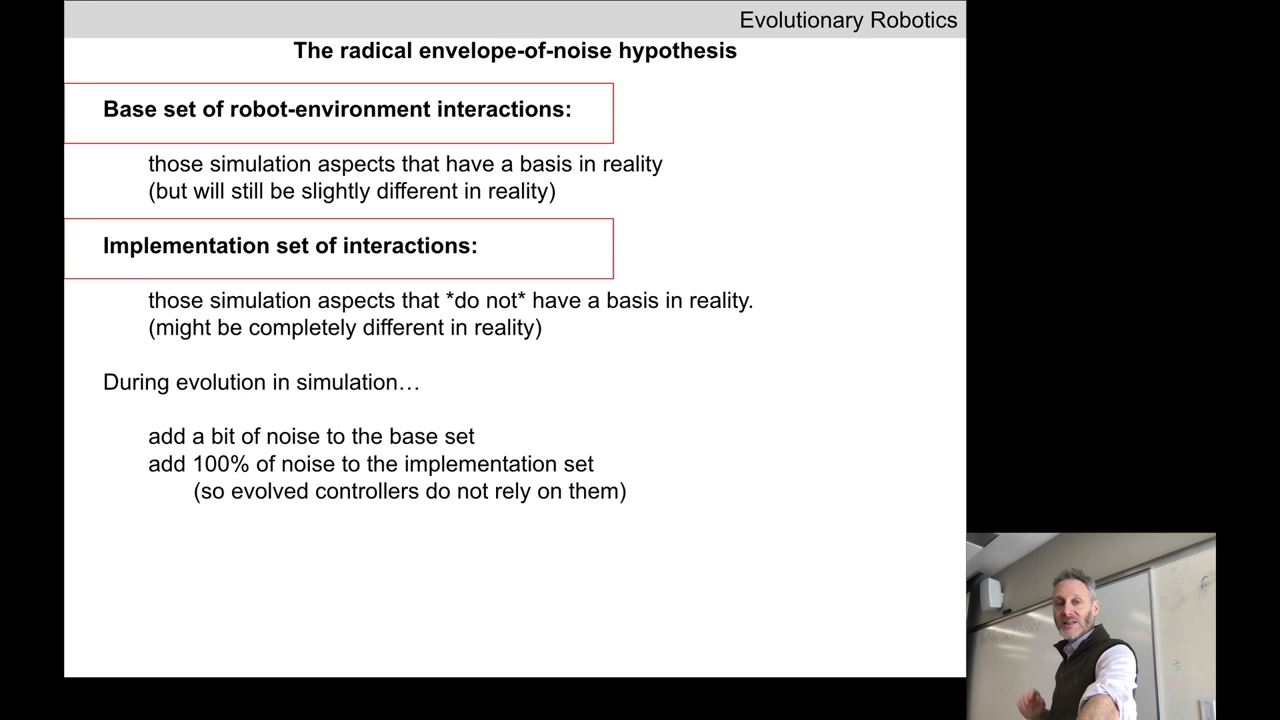 Evolutionary Robotics
The radical envelope-of-noise hypothesis
Base set of robot-environment interactions:
those simulation aspects that have a basis in reality
(but will still be slightly different in reality)
Implementation set of interactions:
those simulation aspects that *do not* have a basis in reality.
(might be completely different in reality)
During evolution in simulation…
add a bit of noise to the base set
add 100% of noise to the implementation set
(so evolved controllers do not rely on them)